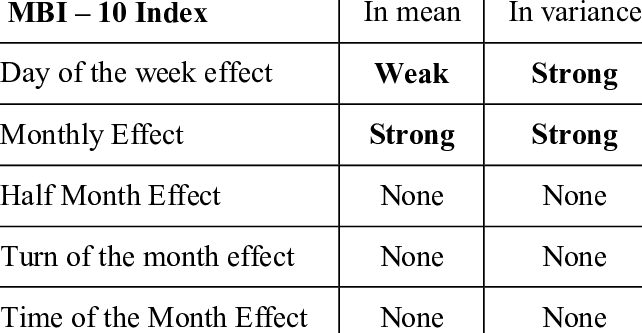 MBI – 10 Index In mean In variance
Day of the week effect Weak Strong
Monthly Effect Strong Strong
Half Month Effect None None
Turn of the month effect None None
Time of the Month Effect None None